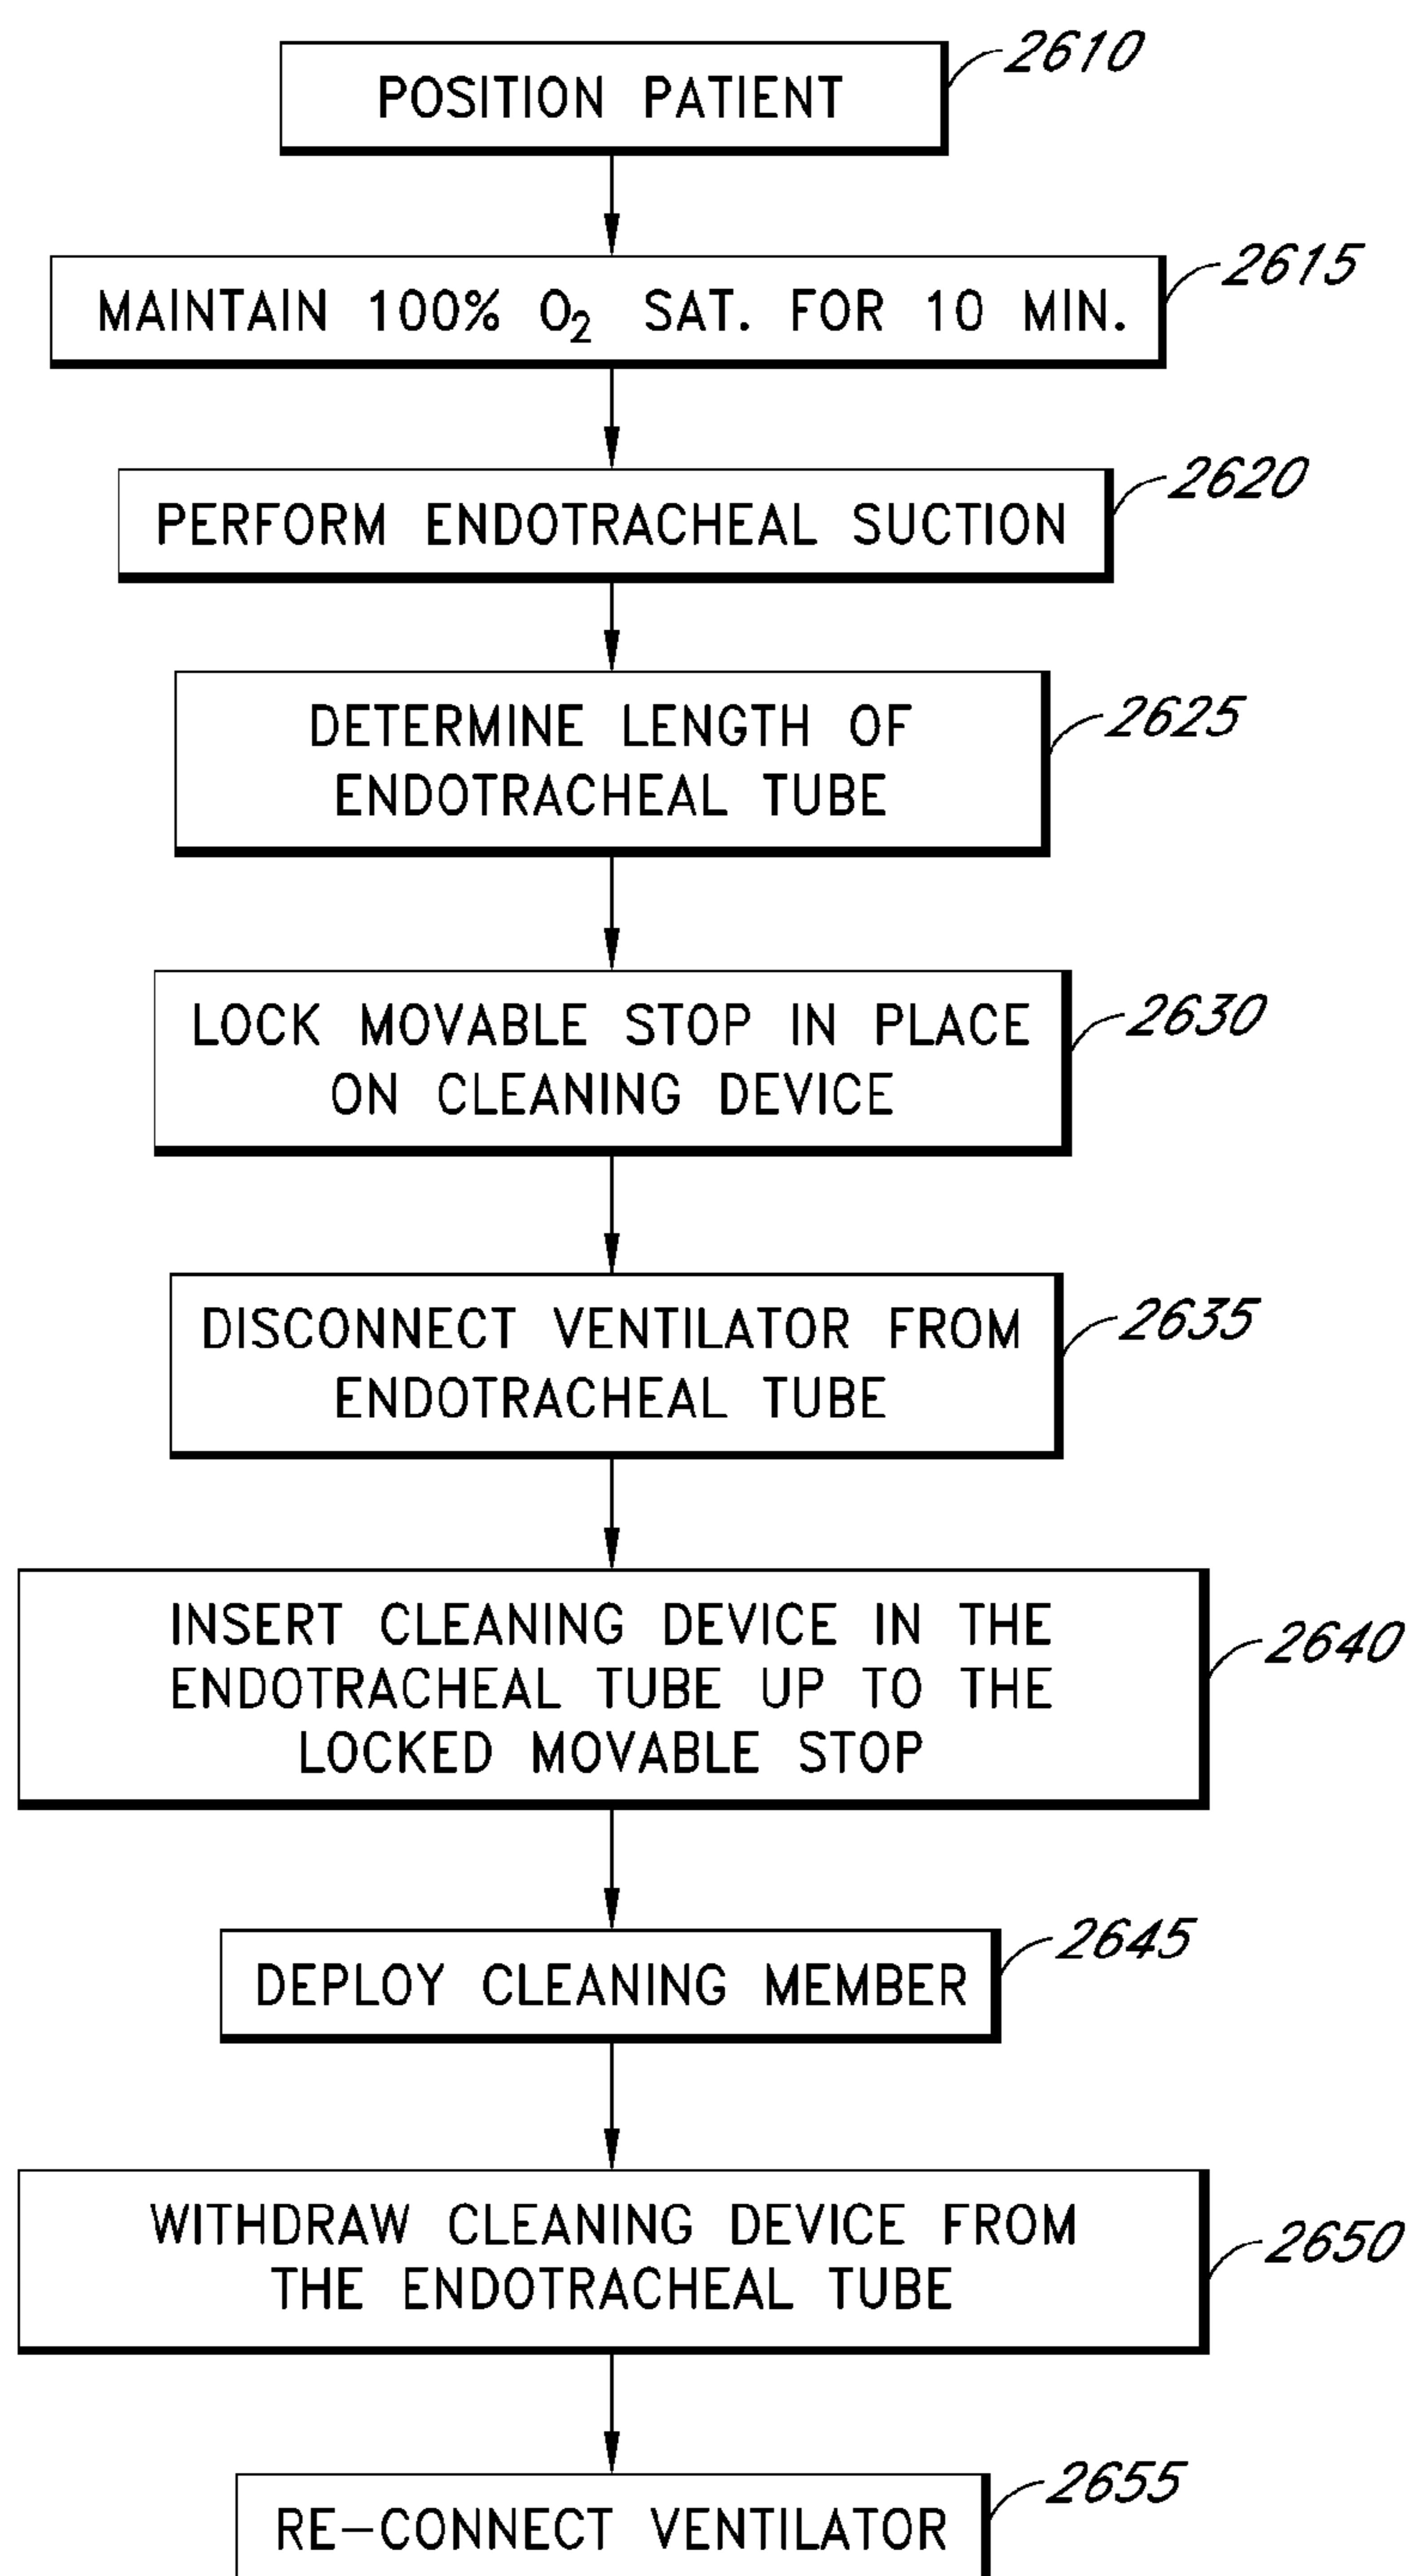 POSITION PATIENT
2610
MAINTAIN 100% O₂ SAT. FOR 10 MIN.
2615
PERFORM ENDOTRACHEAL SUCTION
2620
DETERMINE LENGTH OF
ENDOTRACHEAL TUBE
2625
LOCK MOVABLE STOP IN PLACE
ON CLEANING DEVICE
2630
DISCONNECT VENTILATOR FROM
ENDOTRACHEAL TUBE
2635
INSERT CLEANING DEVICE IN THE
ENDOTRACHEAL TUBE UP TO THE
LOCKED MOVABLE STOP
2640
DEPLOY CLEANING MEMBER
2645
WITHDRAW CLEANING DEVICE FROM
THE ENDOTRACHEAL TUBE
2650
RE-CONNECT VENTILATOR
2655